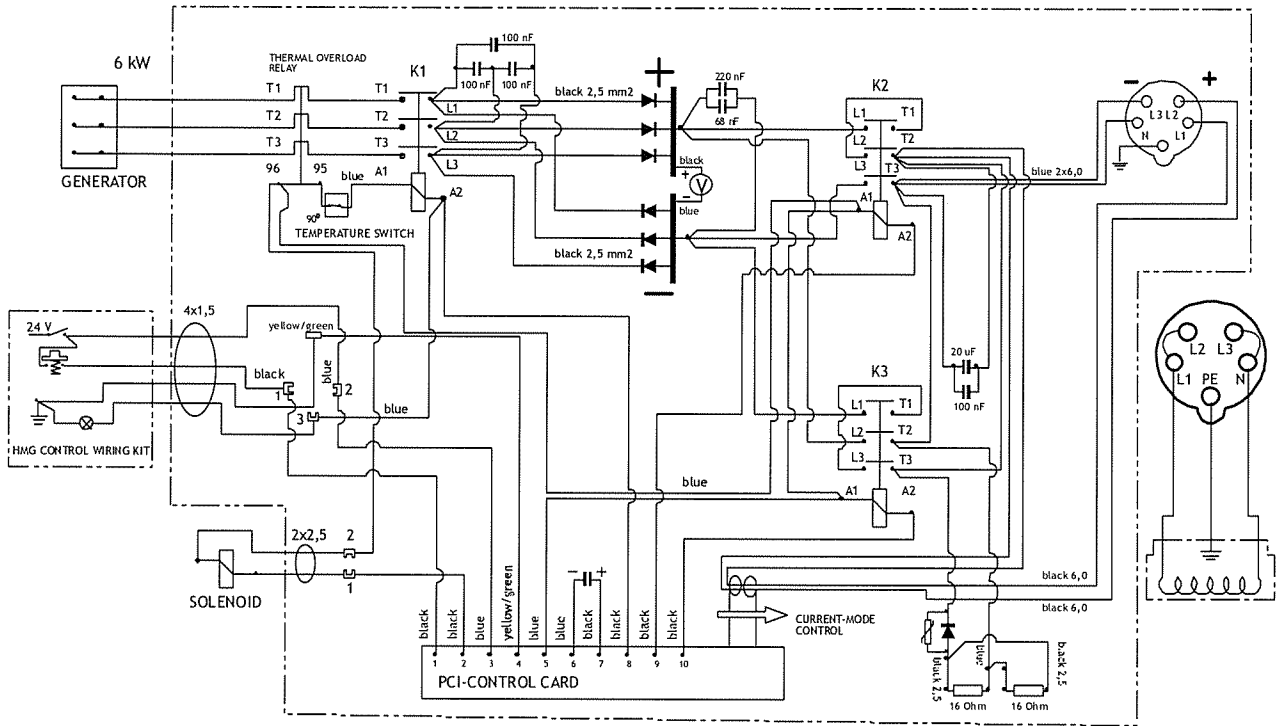 6 kW
THERMAL OVERLOAD
RELAY
K1
100 nF
100 nF
100 nF
T1
T1
L1
T2
T2
L2
T3
T3
L3
GENERATOR
96
95
blue
A1
A2
90°
TEMPERATURE SWITCH
black 2,5 mm2
black 2,5 mm2
+
220 nF
68 nF
black
+
V
-
blue
—
K2
L1
T1
L2
T2
L3
T3
A1
A2
blue 2x6,0
-
+
L3
L2
N
L1
24 V
4x1,5
yellow/green
black
1
blue
2
3
blue
HMG CONTROL WIRING KIT
20 uF
100 nF
K3
L1
T1
L2
T2
L3
T3
A1
A2
blue
L2
L3
L1
PE
N
2x2,5
2
1
SOLENOID
-
+
black
black
blue
yellow/green
blue
blue
black
black
black
black
1
2
3
4
5
6
7
8
9
10
PCI-CONTROL CARD
CURRENT-MODE
CONTROL
black 6,0
black 6,0
black 2,5
blue
black 2,5
16 Ohm
16 Ohm